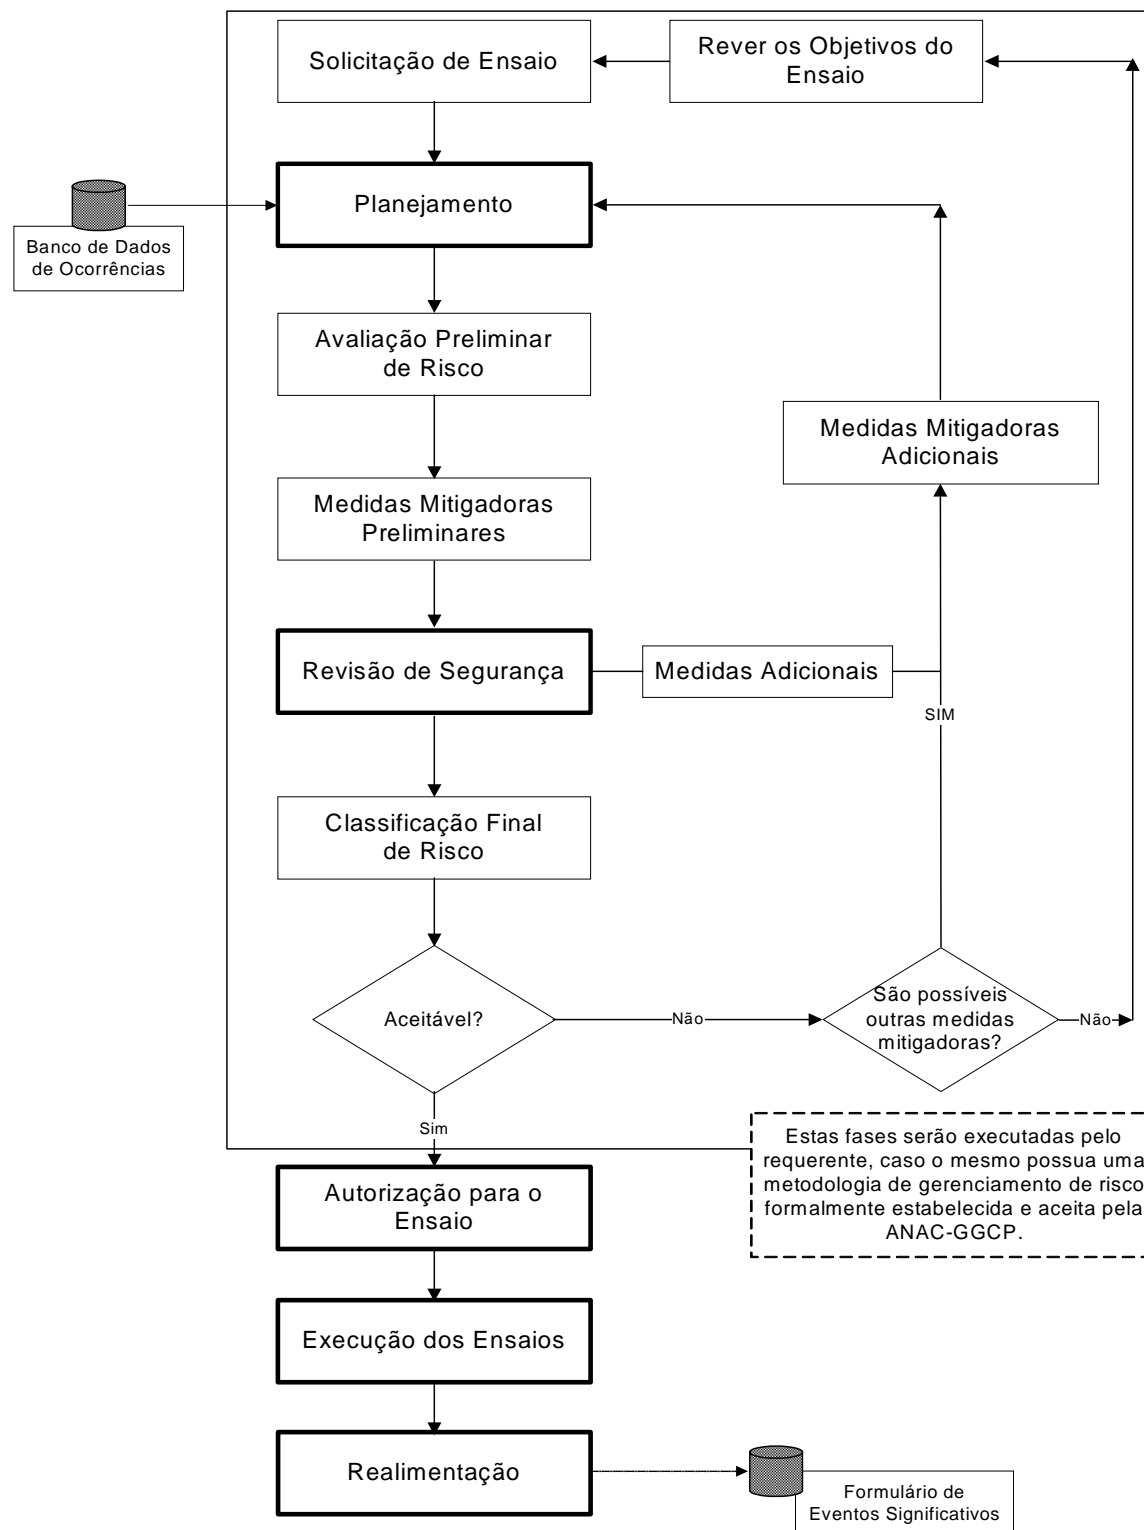 Solicitação de Ensaio
Rever os Objetivos do
Ensaio
Planejamento
Banco de Dados
de Ocorrências
Avaliação Preliminar
de Risco
Medidas Mitigadoras
Adicionais
Medidas Mitigadoras
Preliminares
Revisão de Segurança
Medidas Adicionais
SIM
Classificação Final
de Risco
Aceitável?
Não
São possíveis
outras medidas
mitigadoras?
Não
Sim
Estas fases serão executadas pelo
requerente, caso o mesmo possua uma
metodologia de gerenciamento de risco
formalmente estabelecida e aceita pela
ANAC-GGCP.
Autorização para o
Ensaio
Execução dos Ensaios
Realimentação
Formulário de
Eventos Significativos